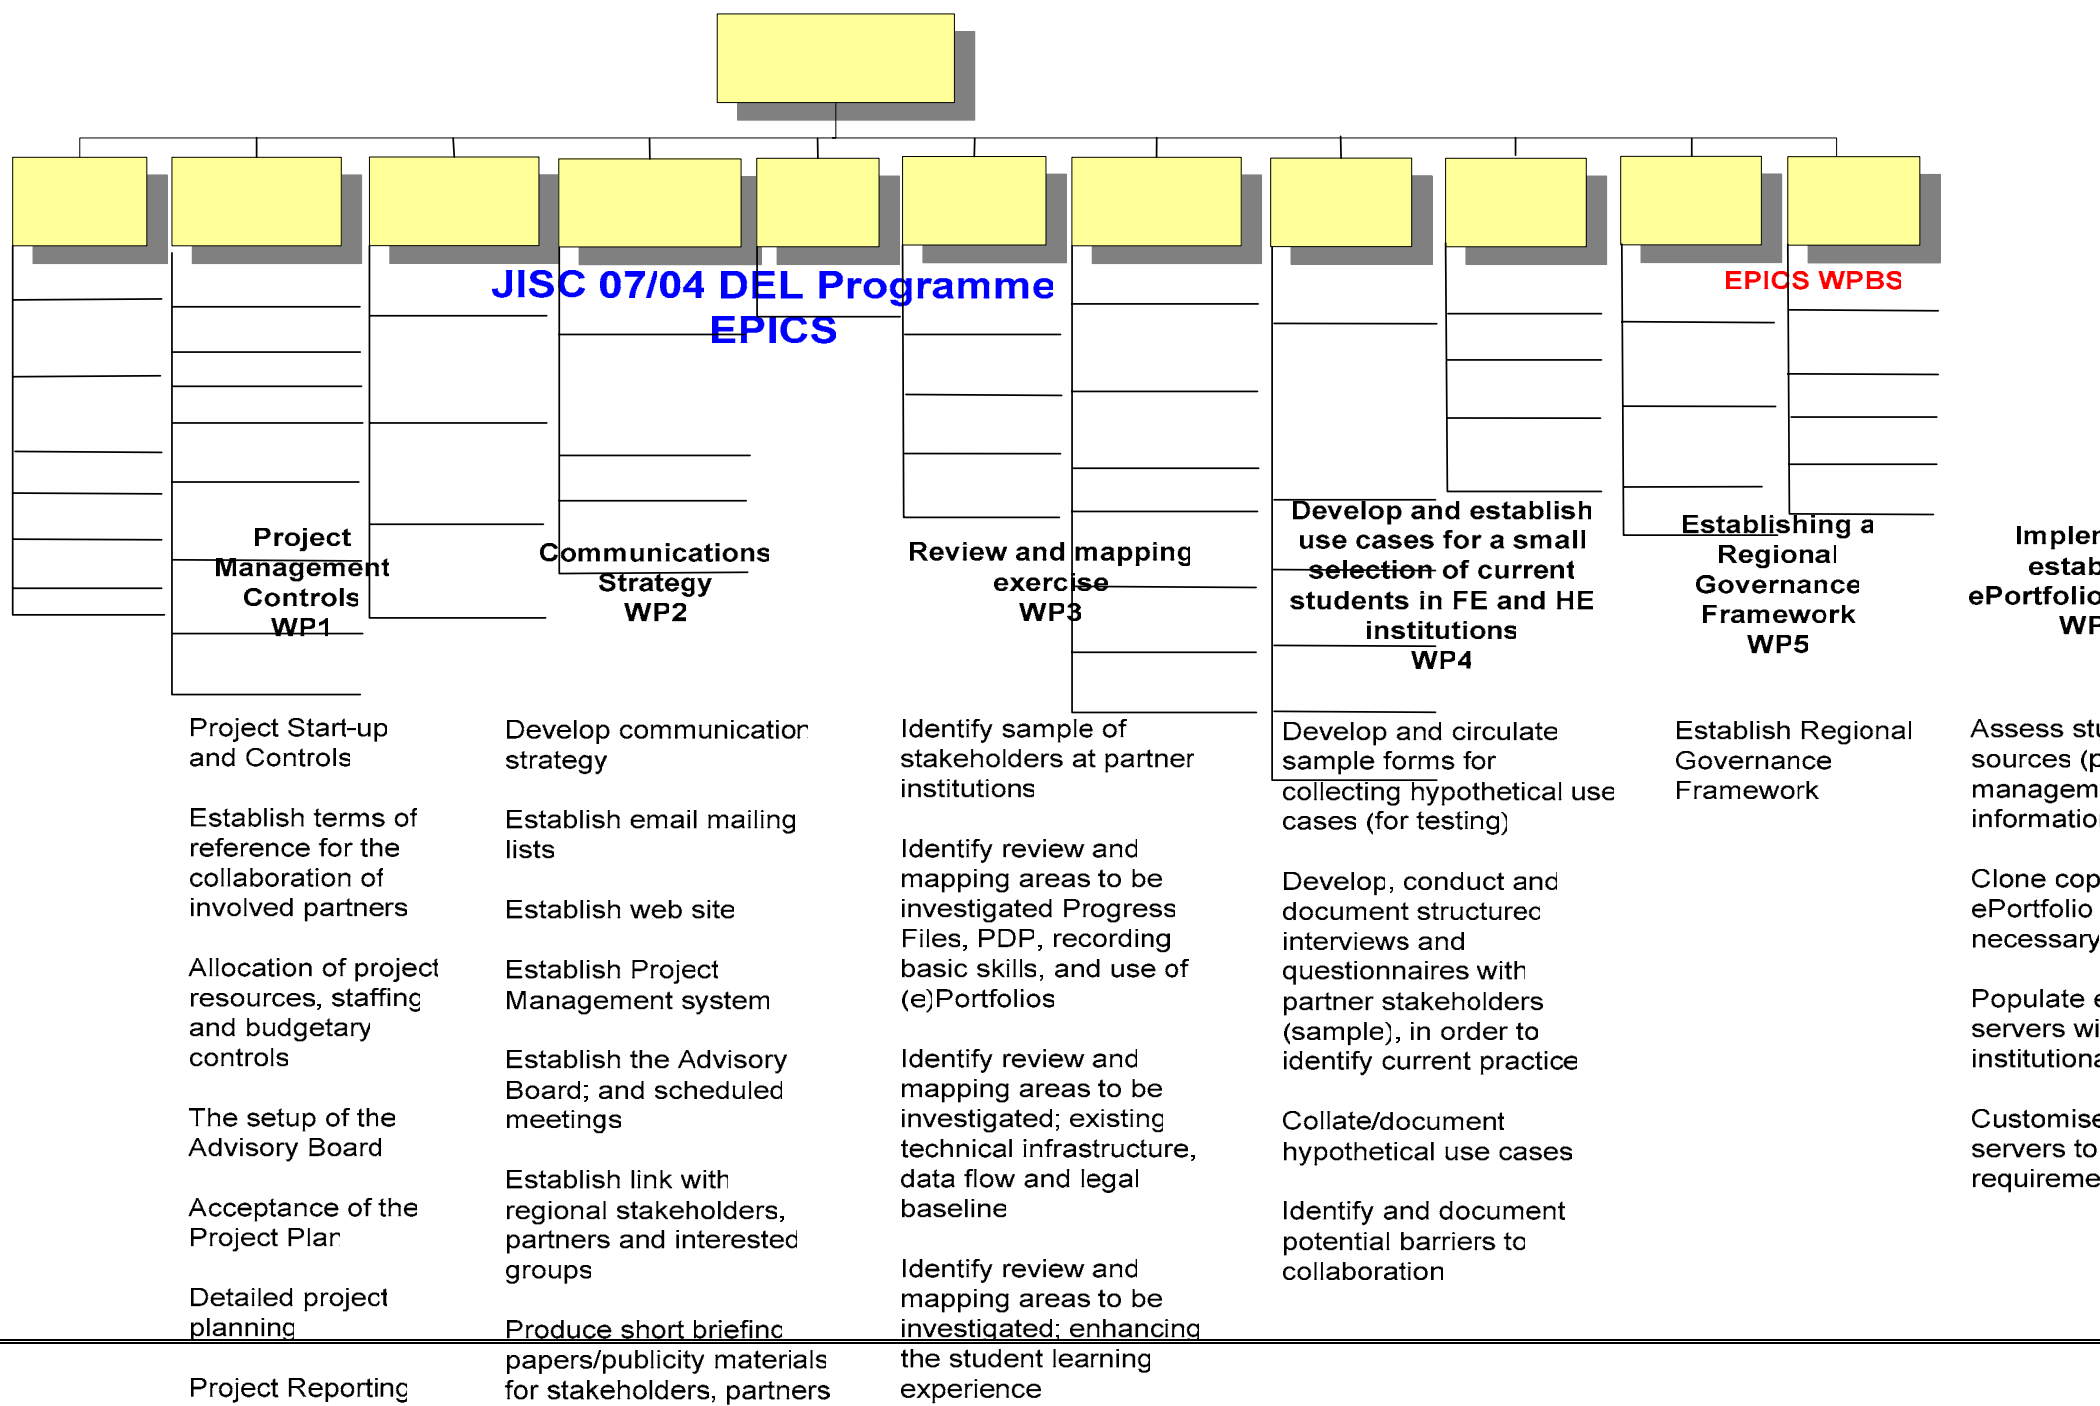 JISC 07/04 DEL Programme
EPICS
EPICS WPBS
Project
Management
Controls
WP1
Communications
Strategy
WP2
Review and mapping
exercise
WP3
Develop and establish
use cases for a small
selection of current
students in FE and HE
institutions
WP4
Establishing a
Regional
Governance
Framework
WP5
Project Start-up
and Controls
Establish terms of
reference for the
collaboration of
involved partners
Allocation of project
resources, staffing
and budgetary
controls
The setup of the
Advisory Board
Acceptance of the
Project Plan
Detailed project
planning
Project Reporting
Develop communication
strategy
Establish email mailing
lists
Establish web site
Establish Project
Management system
Establish the Advisory
Board; and scheduled
meetings
Establish link with
regional stakeholders,
partners and interested
groups
Produce short briefing
papers/publicity materials
for stakeholders, partners
Identify sample of
stakeholders at partner
institutions
Identify review and
mapping areas to be
investigated Progress
Files, PDP, recording
basic skills, and use of
(e)Portfolios
Identify review and
mapping areas to be
investigated; existing
technical infrastructure,
data flow and legal
baseline
Identify review and
mapping areas to be
investigated; enhancing
the student learning
experience
Develop and circulate
sample forms for
collecting hypothetical use
cases (for testing)
Develop, conduct and
document structured
interviews and
questionnaires with
partner stakeholders
(sample), in order to
identify current practice
Collate/document
hypothetical use cases
Identify and document
potential barriers to
collaboration
Establish Regional
Governance
Framework
Assess
sources
Clone
ePortfolio
necessary
Populate
servers
servers to